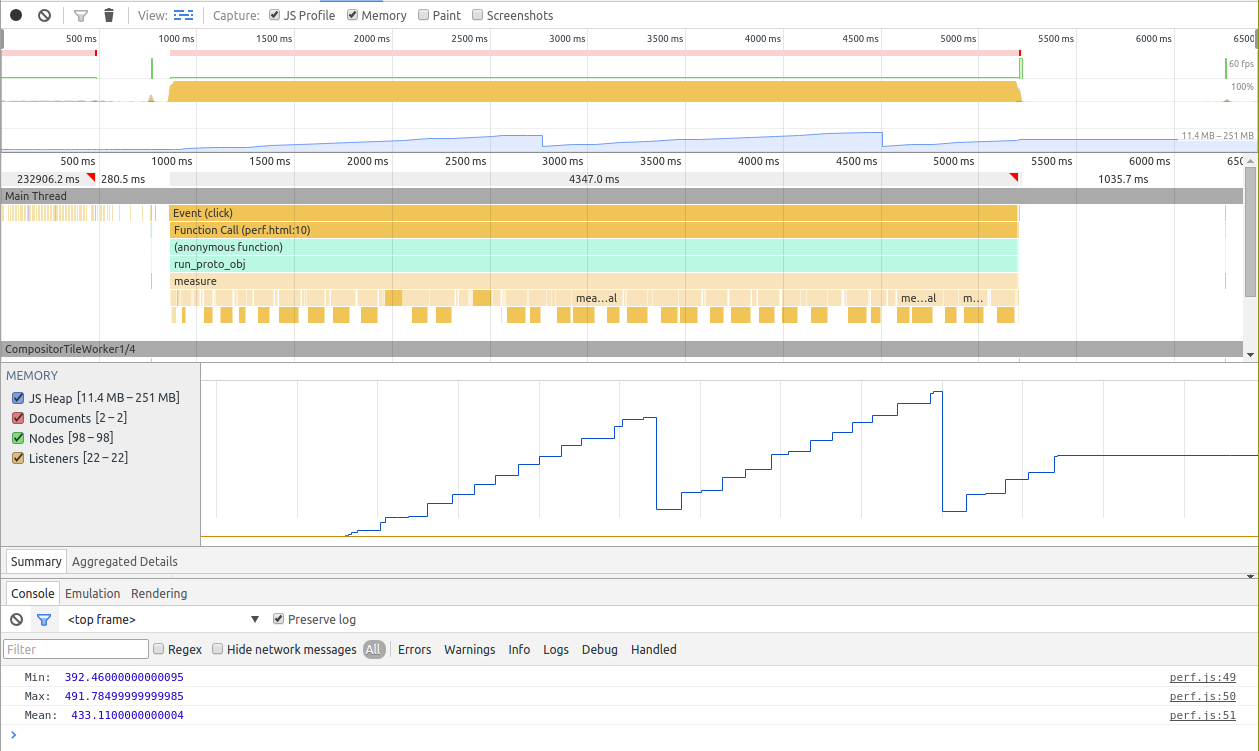 View: Capture: JS Profile Memory Paint Screenshots
500 ms 1000 ms 1500 ms 2000 ms 2500 ms 3000 ms 3500 ms 4000 ms 4500 ms 5000 ms 5500 ms 6000 ms 6500
60 fps
100%
11.4 MB – 251 MB
500 ms 1000 ms 1500 ms 2000 ms 2500 ms 3000 ms 3500 ms 4000 ms 4500 ms 5000 ms 5500 ms 6000 ms 650
232906.2 ms 280.5 ms 4347.0 ms 1035.7 ms
Main Thread
Event (click)
Function Call (perf.html:10)
(anonymous function)
run_proto_obj
measure
mea…al me…al m…
CompositorTileWorker1/4
MEMORY
JS Heap [11.4 MB – 251 MB]
Documents [2 – 2]
Nodes [98 – 98]
Listeners [22 – 22]
Summary Aggregated Details
Console Emulation Rendering
<top frame> ▼ Preserve log
Filter Regex Hide network messages All Errors Warnings Info Logs Debug Handled
Min: 392.46000000000095 perf.js:49
Max: 491.78499999999985 perf.js:50
Mean: 433.1100000000004 perf.js:51
>